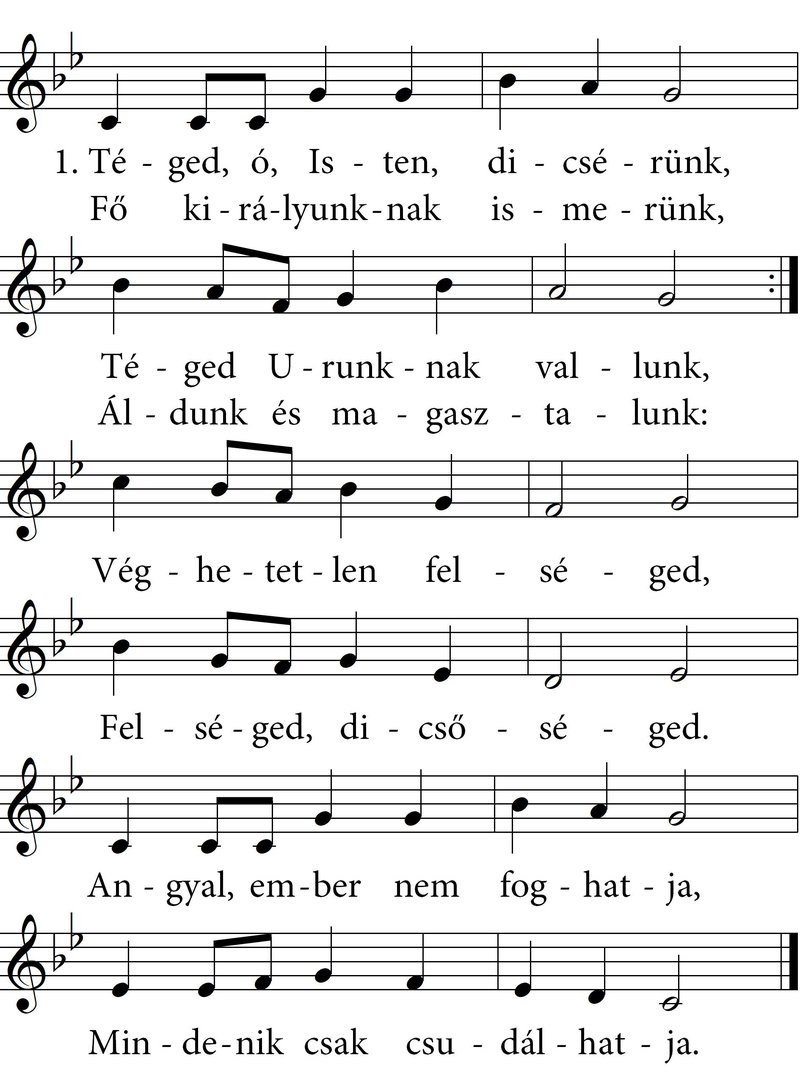 1. Té - ged, ó, Is - ten, di - csé - rünk,
Fő ki - rá-lyunk-nak is - me - rünk,
Té - ged U - runk - nak val - lunk,
Ál - dunk és ma - gasz - ta - lunk:
Vég - he - tet - len fel - sé - ged,
Fel - sé - ged, di - cső - sé - ged.
An - gyal, em-ber nem fog - hat - ja,
Min - de-nik csak csu - dál - hat - ja.